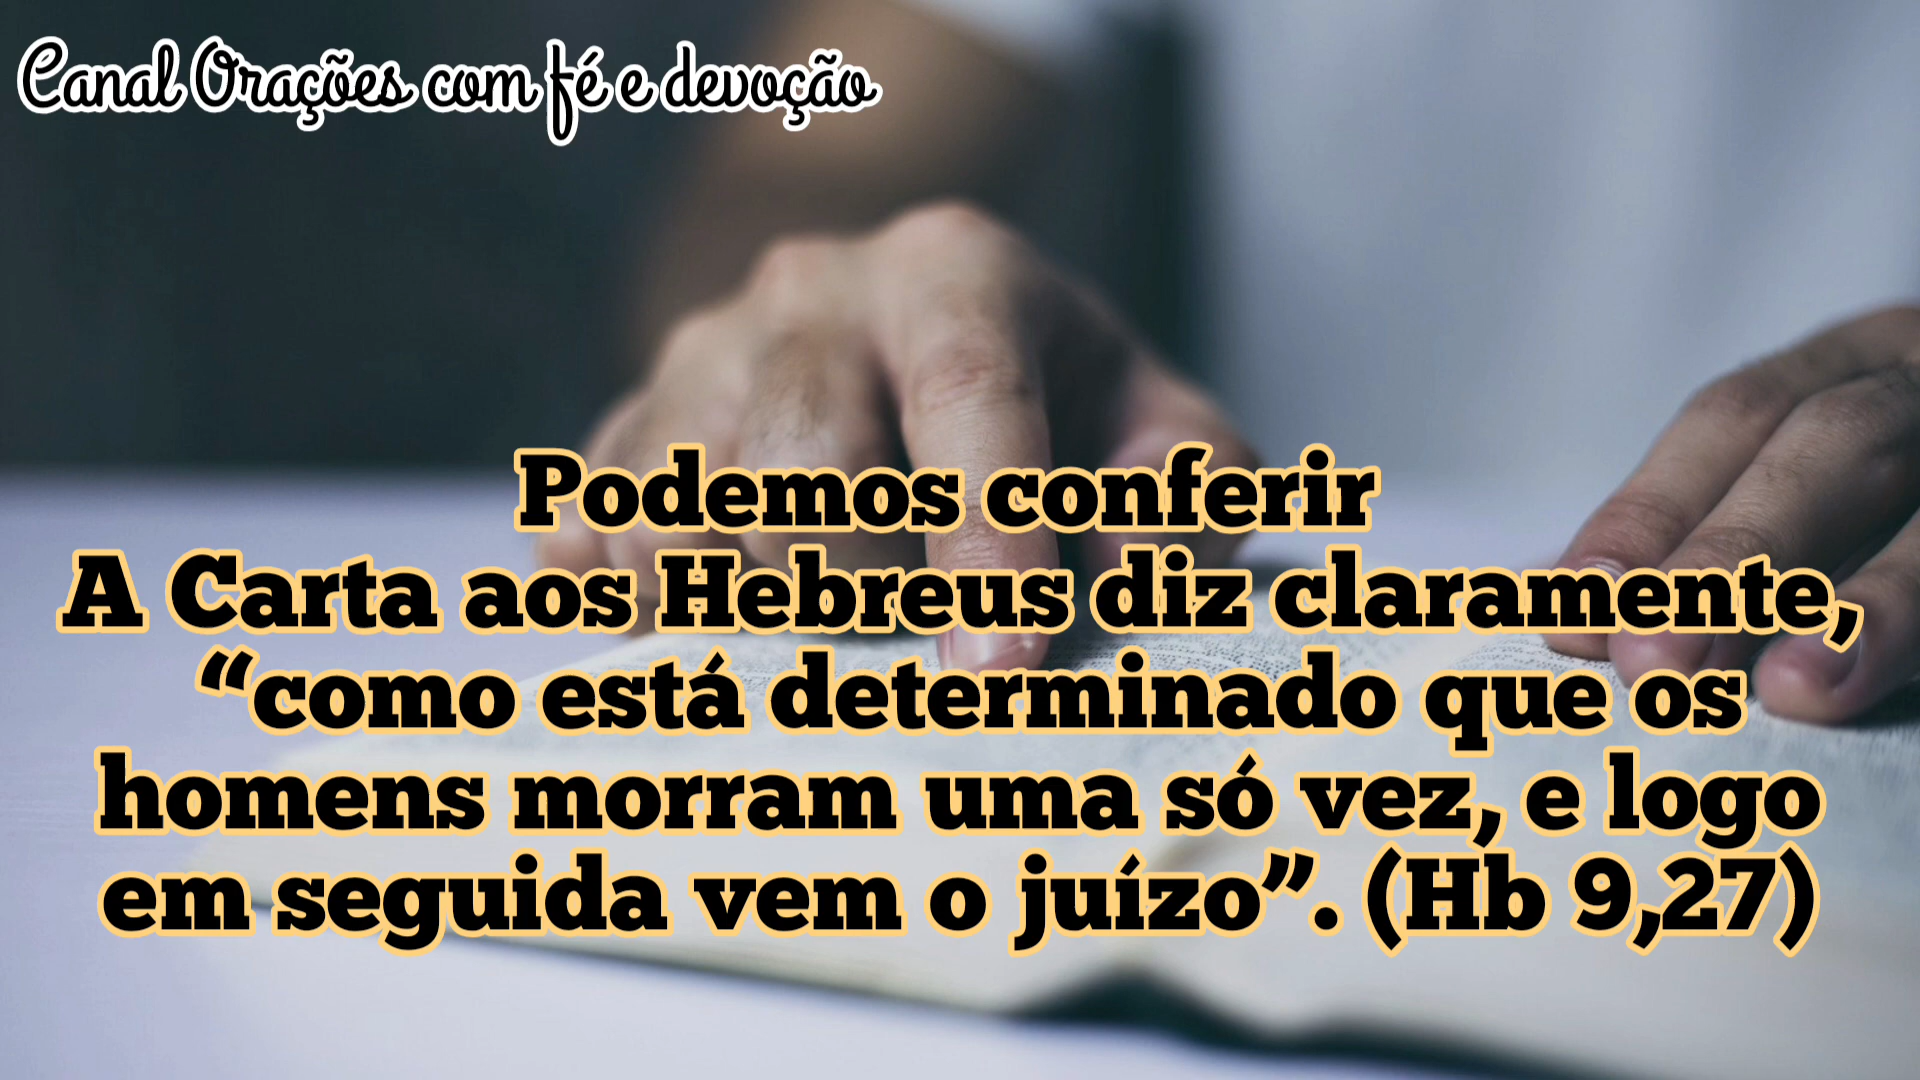 Canal Orações com fé e devoção
Podemos conferir
A Carta aos Hebreus diz claramente,
“como está determinado que os
homens morram uma só vez, e logo
em seguida vem o juízo”. (Hb 9,27)